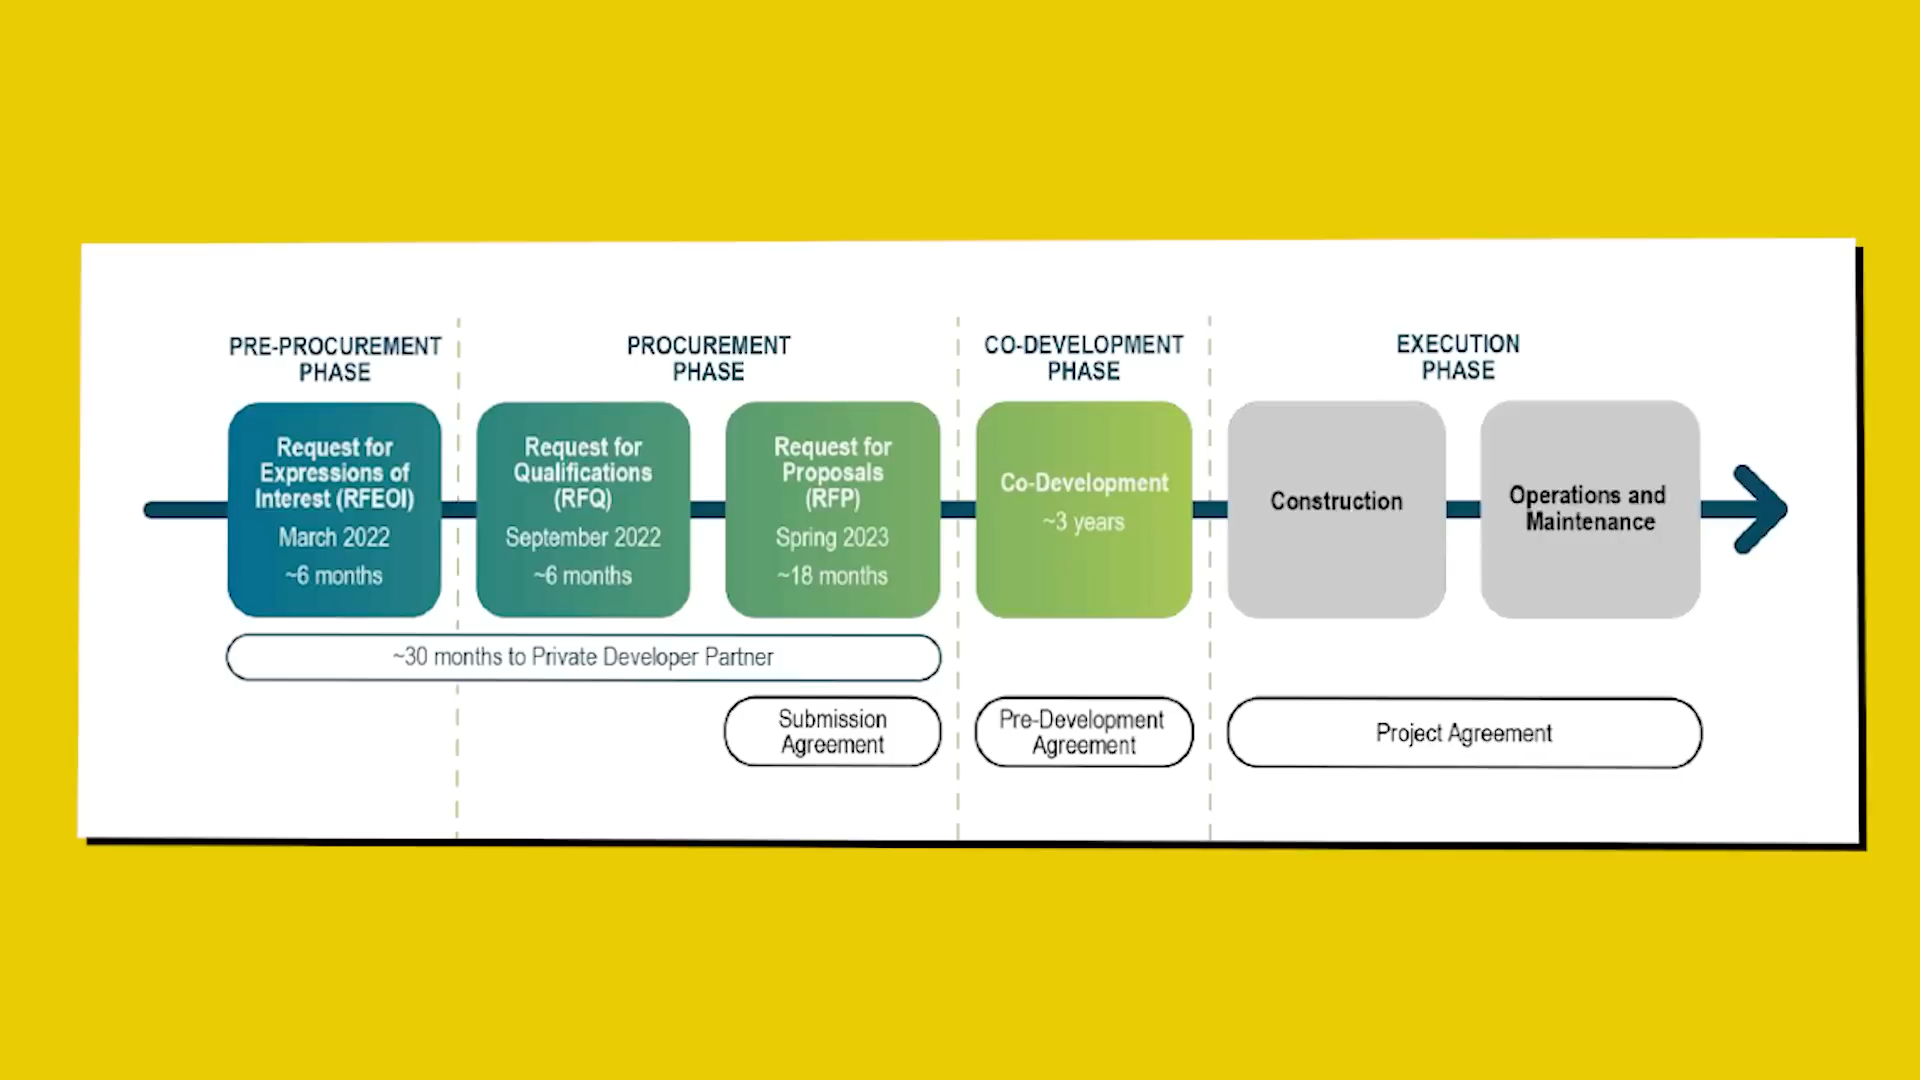 PRE-PROCUREMENT
PHASE
PROCUREMENT
PHASE
CO-DEVELOPMENT
PHASE
EXECUTION
PHASE
Request for
Expressions of
Interest (RFEOI)
March 2022
~6 months
Request for
Qualifications
(RFQ)
September 2022
~6 months
Request for
Proposals
(RFP)
Spring 2023
~18 months
Co-Development
~3 years
Construction
Operations and
Maintenance
~30 months to Private Developer Partner
Submission
Agreement
Pre-Development
Agreement
Project Agreement